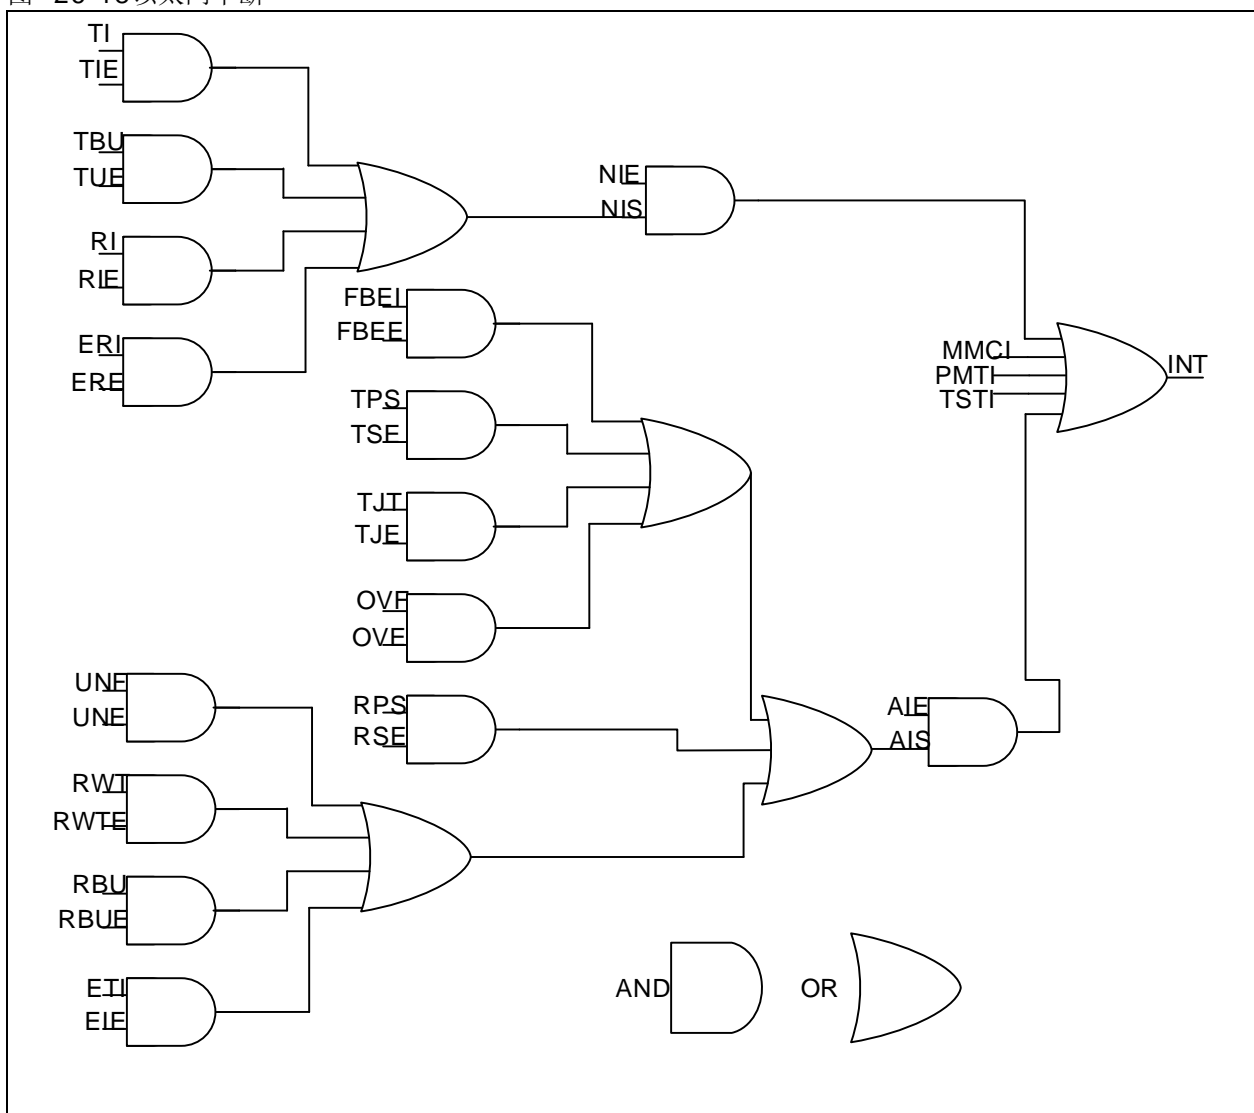 TI
TIE
TBU
TUE
RI
RIE
ERI
ERE
NIE
NIS
FBEI
FBEE
TPS
TSE
TJT
TJE
OVF
OVE
RPS
RSE
MMCI
PMTI
TSTI
INT
UNF
UNE
RWT
RWTE
RBU
RBUE
ETI
EIE
AIE
AIS
AND
OR